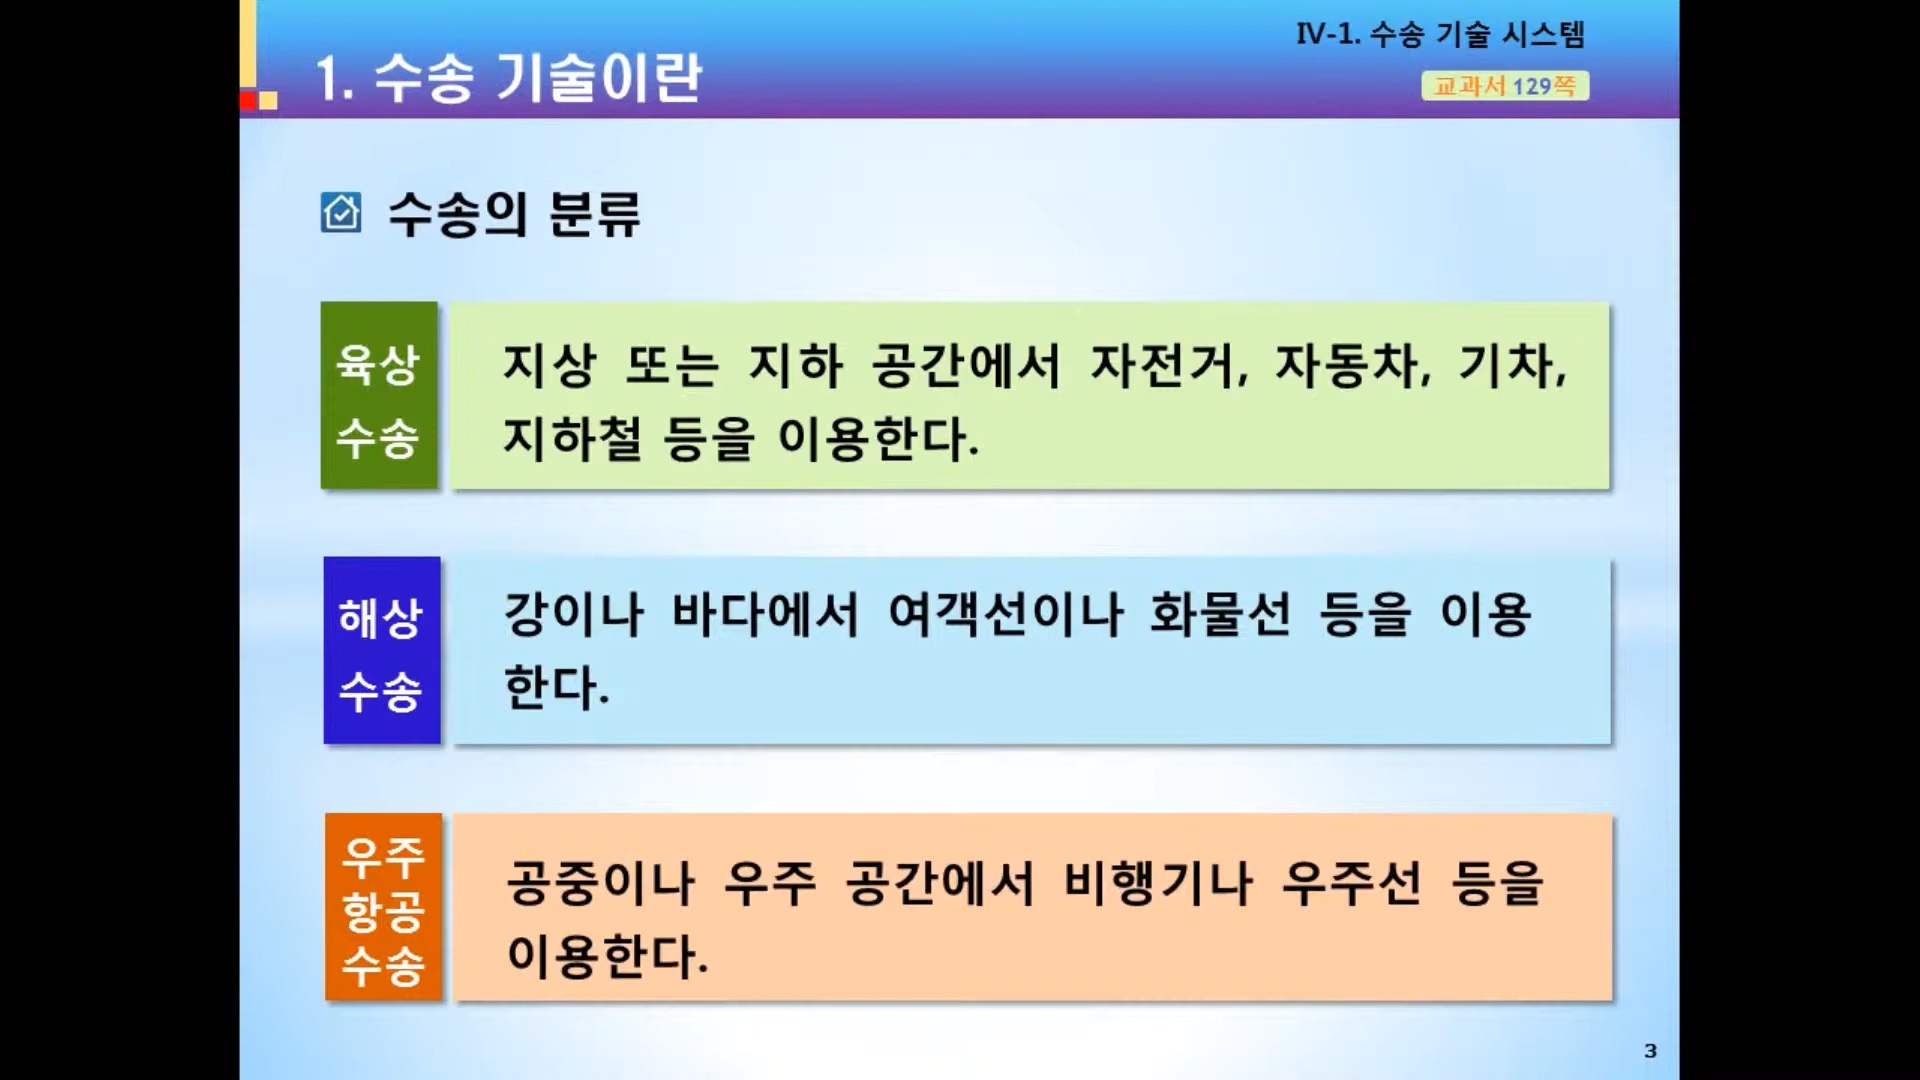 IV-1. 수송 기술 시스템
1. 수송 기술이란
교과서 129쪽
수송의 분류
육상
수송
지상 또는 지하 공간에서 자전거, 자동차, 기차,
지하철 등을 이용한다.
해상
수송
강이나 바다에서 여객선이나 화물선 등을 이용
한다.
우주
항공
수송
공중이나 우주 공간에서 비행기나 우주선 등을
이용한다.
3